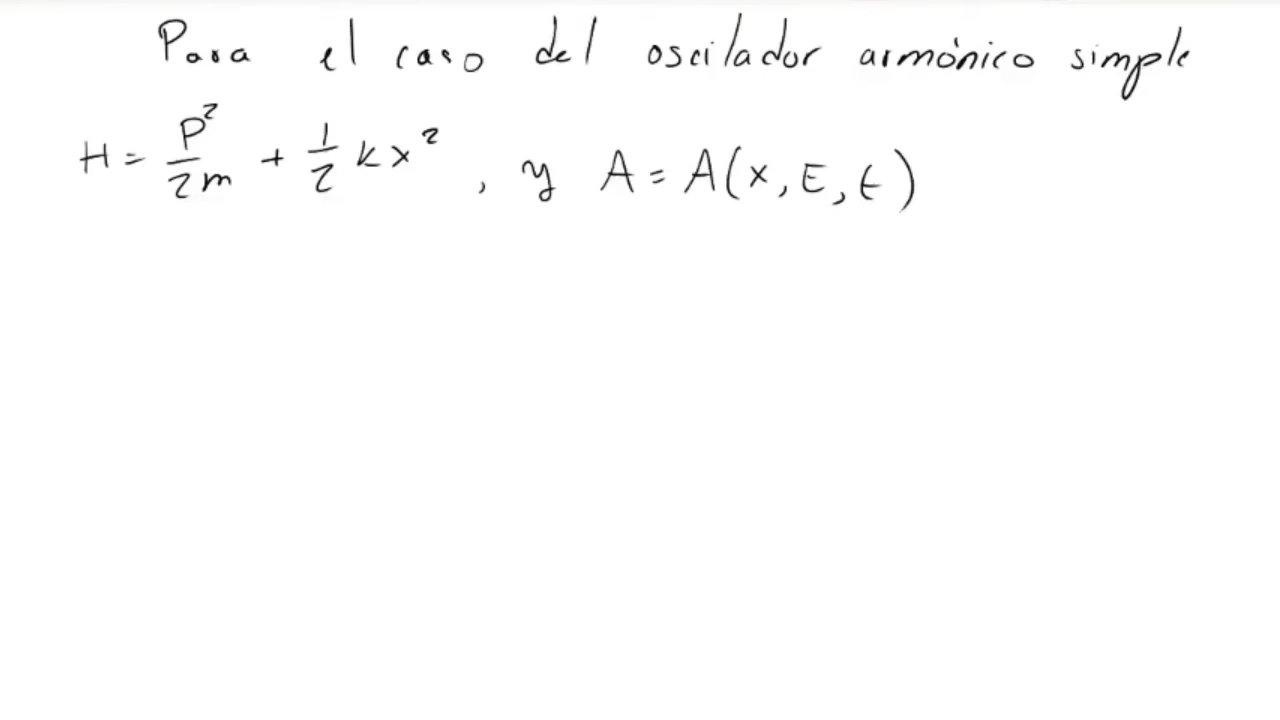 Para el caso del oscilador armónico simple
H = P²/2m + 1/2 kx² , y A = A(x, E, t)